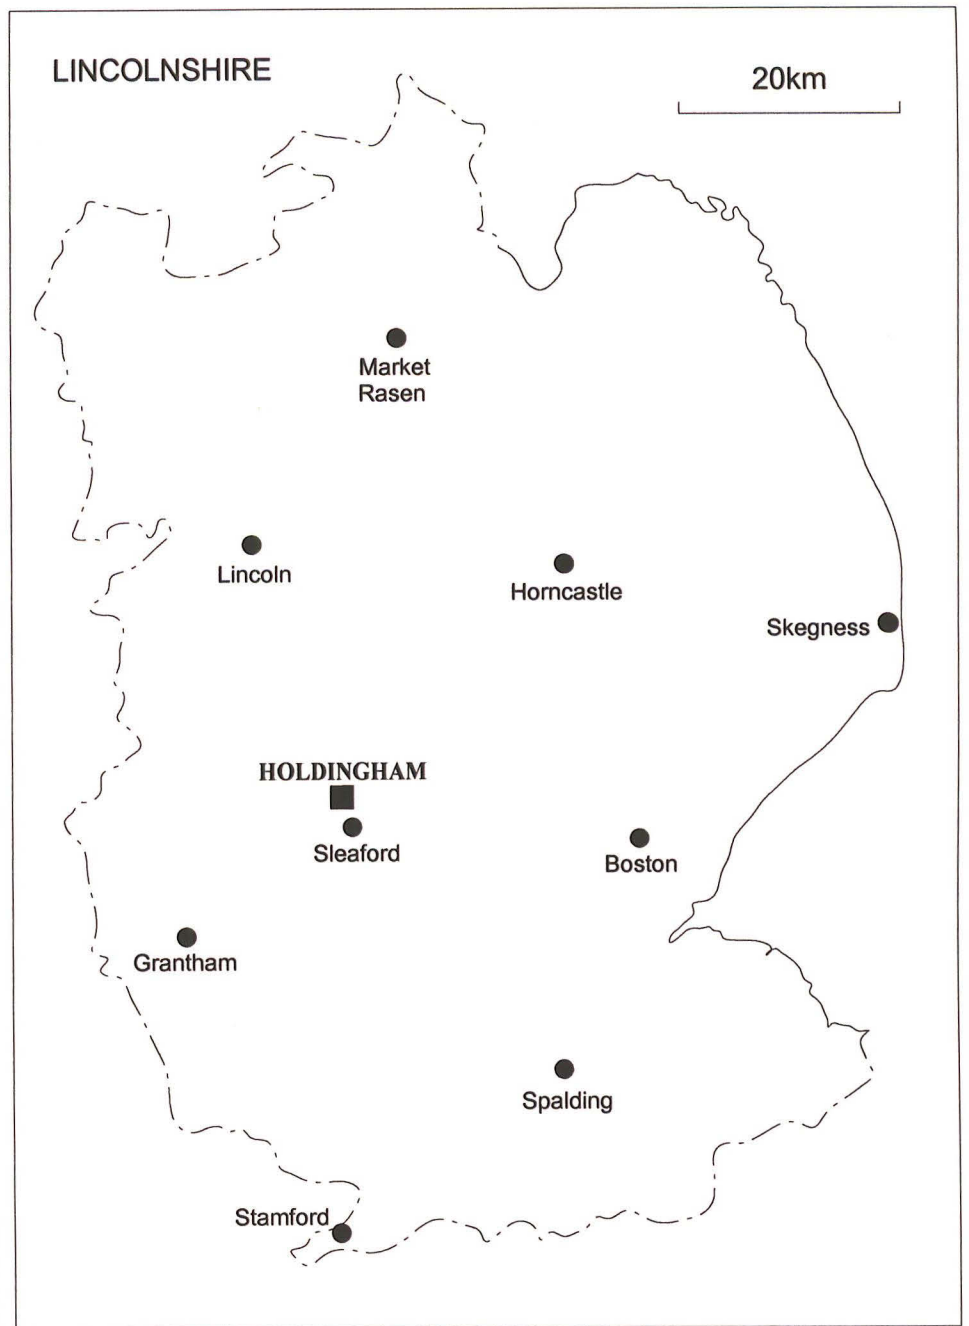 LINCOLNSHIRE
20km
Market
Rasen
Lincoln
Horncastle
Skegness
HOLDINGHAM
Sleaford
Boston
Grantham
Spalding
Stamford